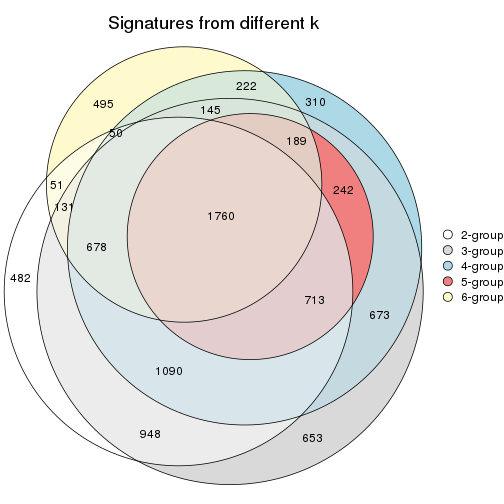 Signatures from different k
495
222
310
145
50
189
51
242
131
1760
678
482
713
673
1090
948
653
2-group
3-group
4-group
5-group
6-group